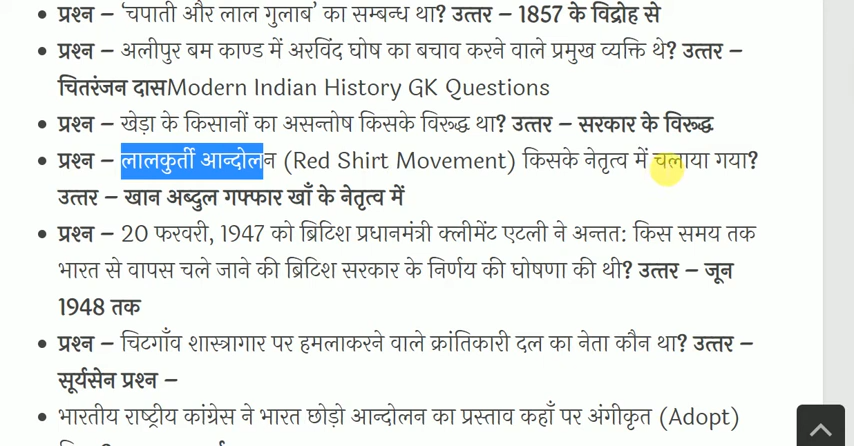 प्रश्न – ‘चपाती और लाल गुलाब’ का सम्बन्ध था? उत्तर – 1857 के विद्रोह से
प्रश्न – अलीपुर बम काण्ड में अरविंद घोष का बचाव करने वाले प्रमुख व्यक्ति थे? उत्तर –
चितरंजन दासModern Indian History GK Questions
प्रश्न – खेड़ा के किसानों का असन्तोष किसके विरूद्ध था? उत्तर – सरकार के विरूद्ध
प्रश्न – लालकुर्ती आन्दोलन (Red Shirt Movement) किसके नेतृत्व में चलाया गया?
उत्तर – खान अब्दुल गफ्फार खाँ के नेतृत्व में
प्रश्न – 20 फरवरी, 1947 को ब्रिटिश प्रधानमंत्री क्लीमेंट एटली ने अन्तत: किस समय तक
भारत से वापस चले जाने की ब्रिटिश सरकार के निर्णय की घोषणा की थी? उत्तर – जून
1948 तक
प्रश्न – चिटगाँव शास्त्रागार पर हमलाकरने वाले क्रांतिकारी दल का नेता कौन था? उत्तर –
सूर्यसेन प्रश्न –
भारतीय राष्ट्रीय कांग्रेस ने भारत छोड़ो आन्दोलन का प्रस्ताव कहाँ पर अंगीकृत (Adopt)